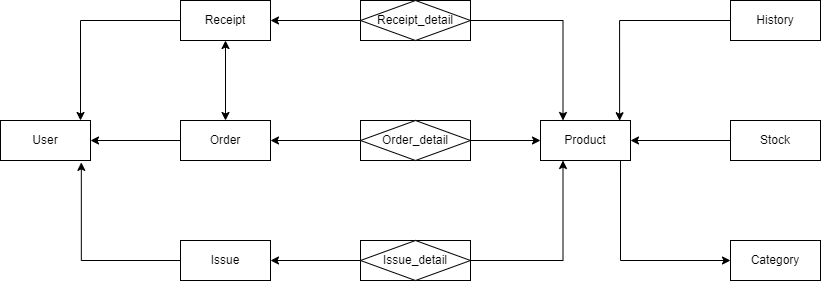 Receipt
Receipt_detail
History
User
Order
Order_detail
Product
Stock
Issue
Issue_detail
Category